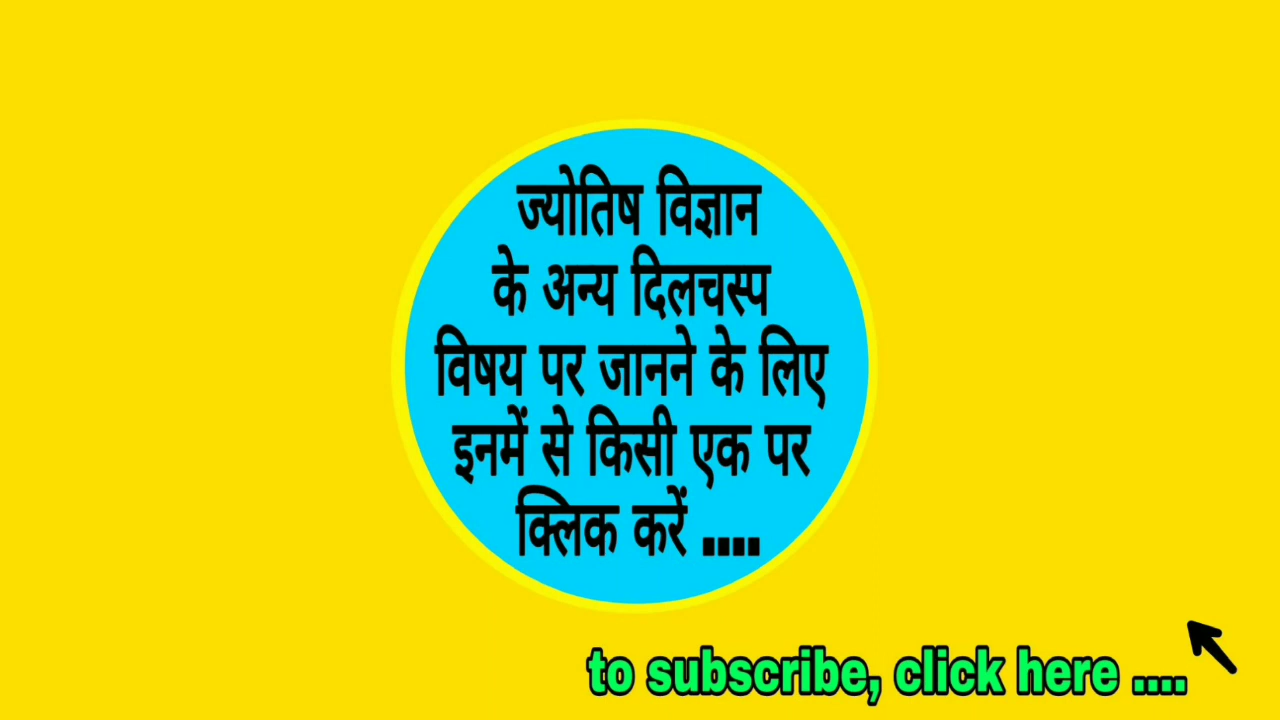 ज्योतिष विज्ञान
के अन्य दिलचस्प
विषय पर जानने के लिए
इनमें से किसी एक पर
क्लिक करें ....
to subscribe, click here ....